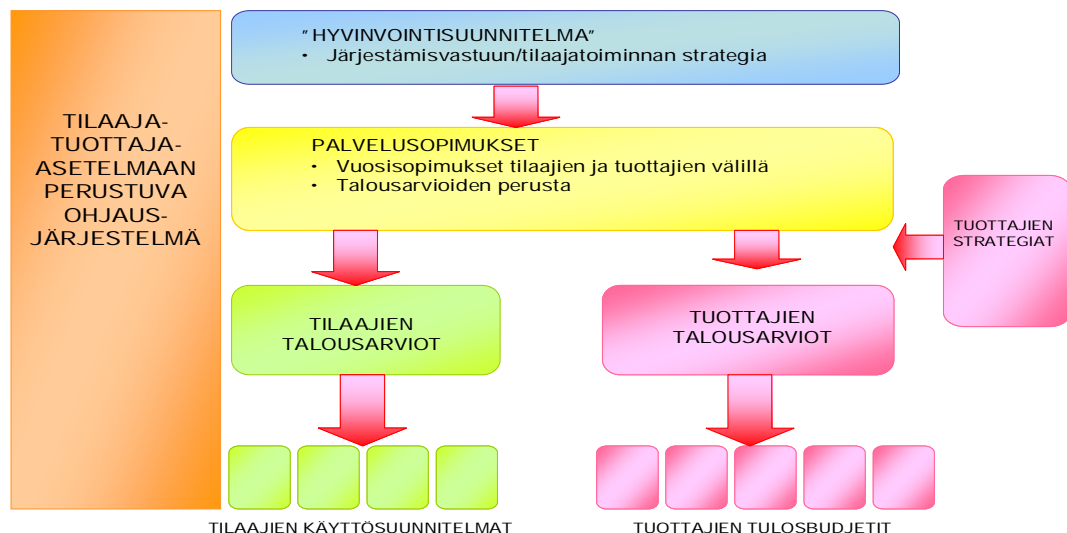 TILAAJA-
TUOTTAJA-
ASETELMAAN
PERUSTUVA
OHJAUS-
JÄRJESTELMÄ
"HYVINVOINTISUUNNITELMA"
• Järjestämisvastuun/tilaajatoiminnan strategia
PALVELUSOPIMUKSET
• Vuosisopimukset tilaajien ja tuottajien välillä
• Talousarvioiden perusta
TUOTTAJIEN
STRATEGIAT
TILAAJIEN
TALOUSARVIOT
TUOTTAJIEN
TALOUSARVIOT
TILAAJIEN KÄYTTÖSUUNNITELMAT
TUOTTAJIEN TULOSBUDJETIT